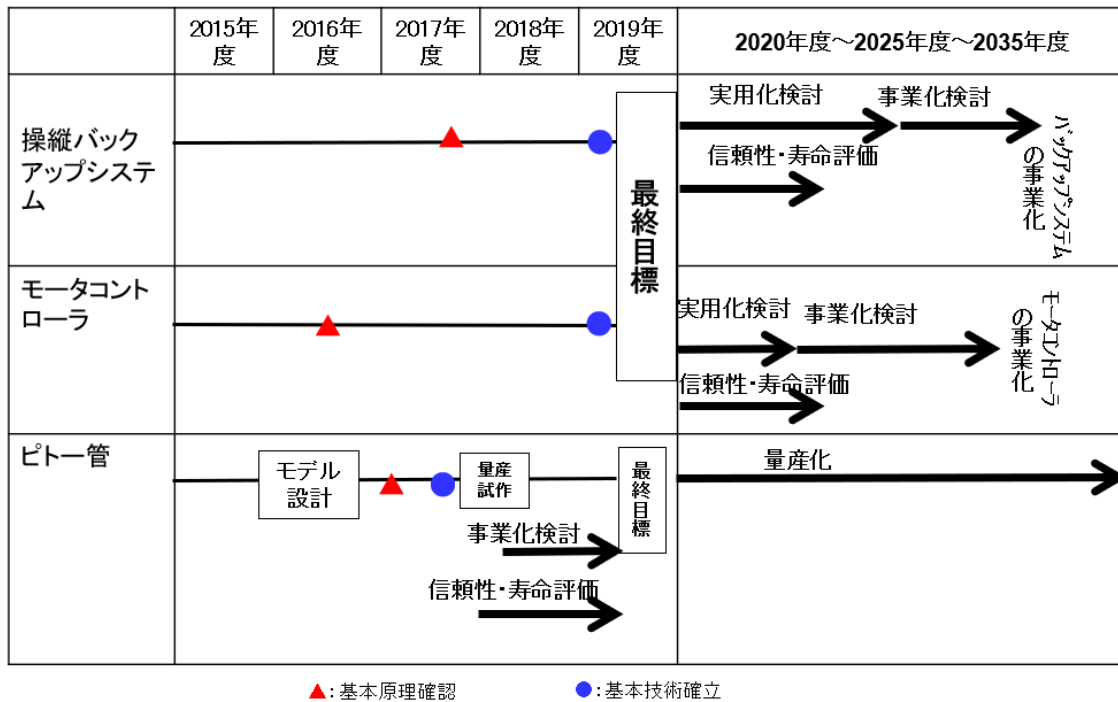 2015年
度
2016年
度
2017年
度
2018年
度
2019年
度
2020年度～2025年度～2035年度
操縦バック
アップシステ
ム
最終目標
実用化検討
事業化検討
信頼性・寿命評価
バックアップシステム
の事業化
モータコント
ローラ
実用化検討
事業化検討
信頼性・寿命評価
モータコントローラ
の事業化
ピトー管
モデル
設計
量産
試作
最終目標
量産化
事業化検討
信頼性・寿命評価
▲：基本原理確認
●：基本技術確立